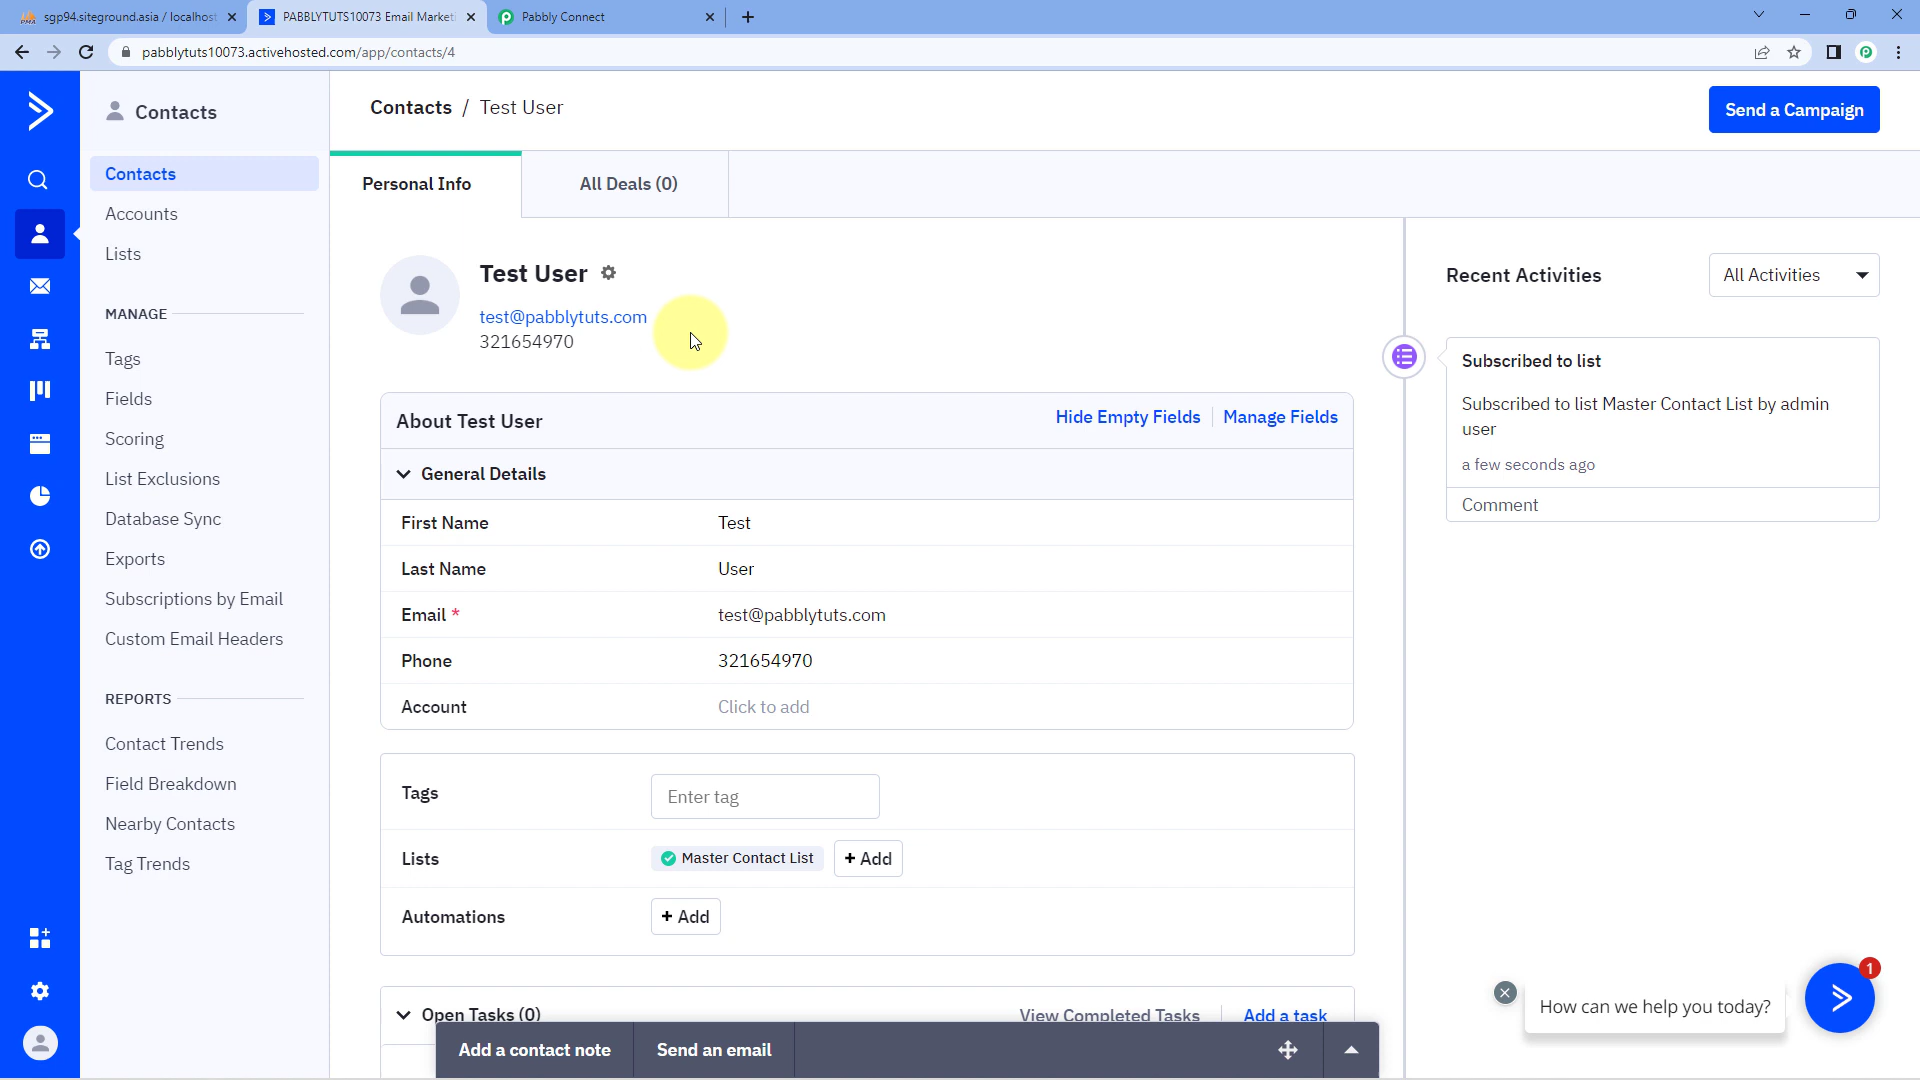 sgp94.siteground.asia / localhost
PABBLYTUTS10073 Email Market
Pabbly Connect
pabblytuts10073.activehosted.com/app/contacts/4
Contacts
Contacts / Test User
Send a Campaign
Contacts
Accounts
Lists
MANAGE
Tags
Fields
Scoring
List Exclusions
Database Sync
Exports
Subscriptions by Email
Custom Email Headers
REPORTS
Contact Trends
Field Breakdown
Nearby Contacts
Tag Trends
Personal Info
All Deals (0)
Test User
test@pabblytuts.com
321654970
About Test User
Hide Empty Fields
Manage Fields
General Details
First Name Test
Last Name User
Email * test@pabblytuts.com
Phone 321654970
Account Click to add
Tags Enter tag
Lists Master Contact List + Add
Automations + Add
Open Tasks (0)
View Completed Tasks
Add a task
Add a contact note
Send an email
Recent Activities
All Activities
Subscribed to list
Subscribed to list Master Contact List by admin
user
a few seconds ago
Comment
How can we help you today?
1